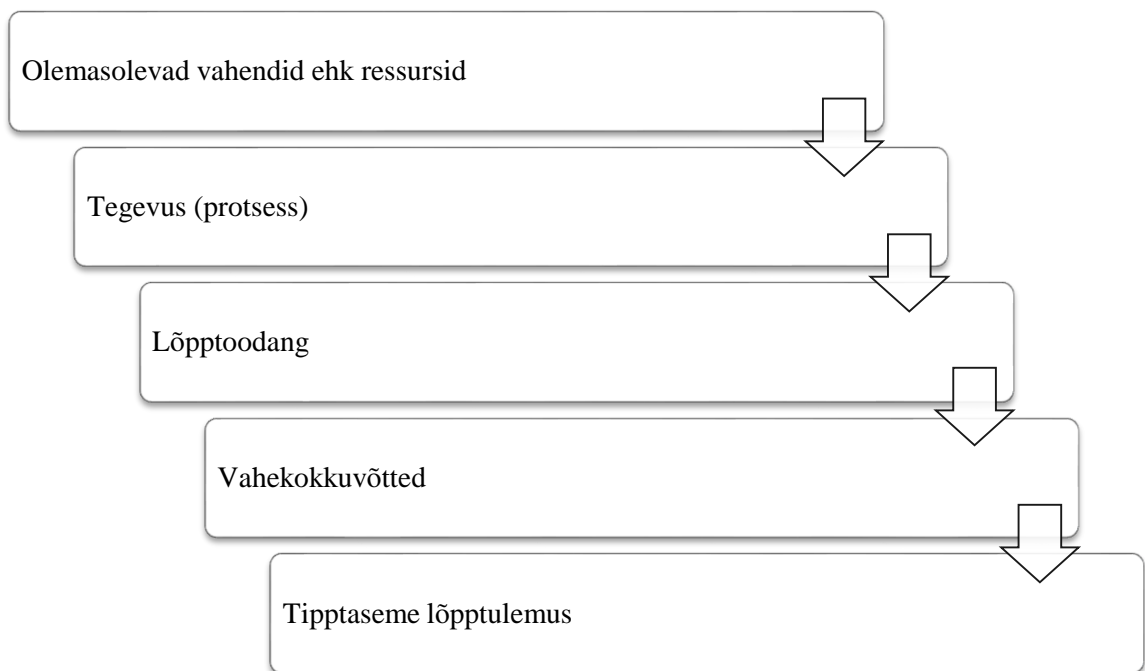 Olemasolevad vahendid ehk ressursid
Tegevus (protsess)
Lõpptoodang
Vahekokkuvõtted
Tipptaseme lõpptulemus